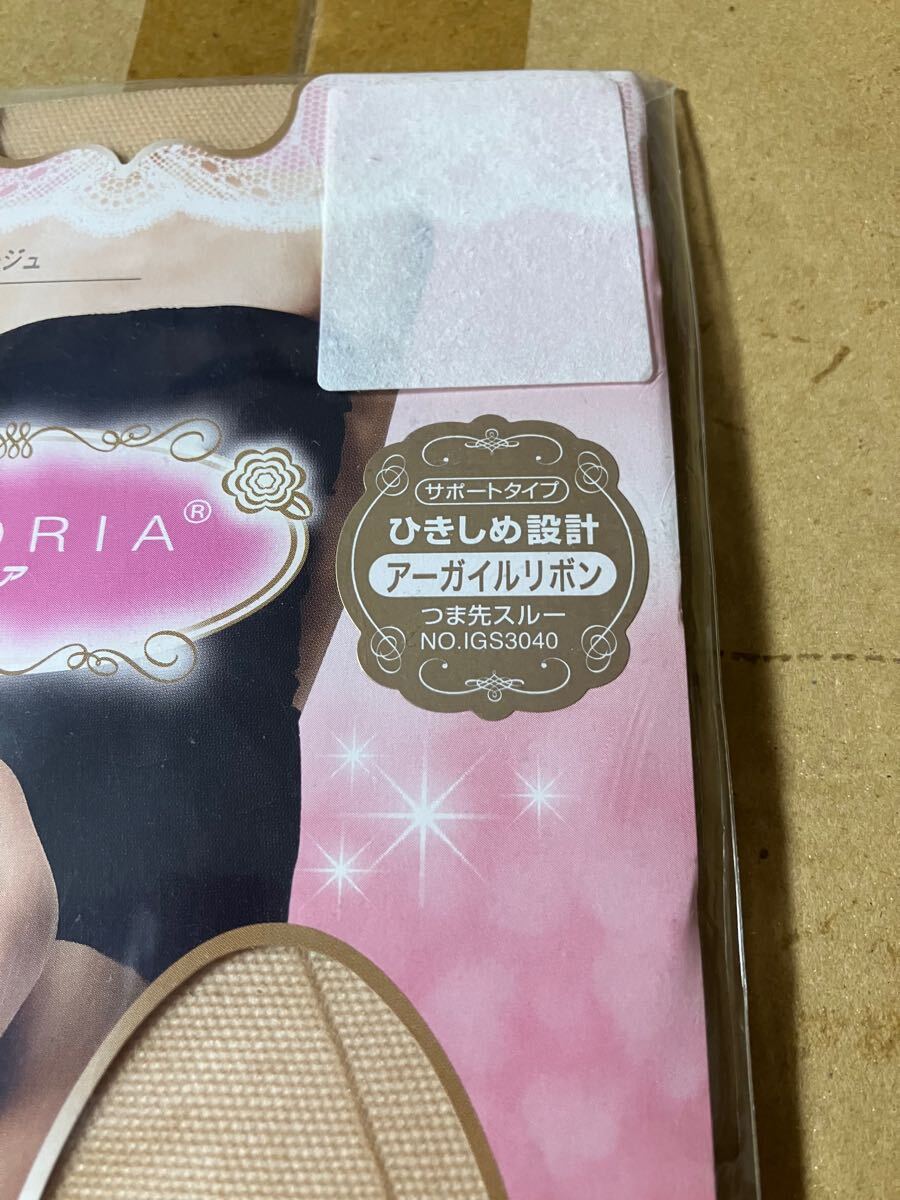 ジュ
ORIA®
ア
サポートタイプ
ひきしめ設計
アーガイルリボン
つま先スルー
NO.IGS3040